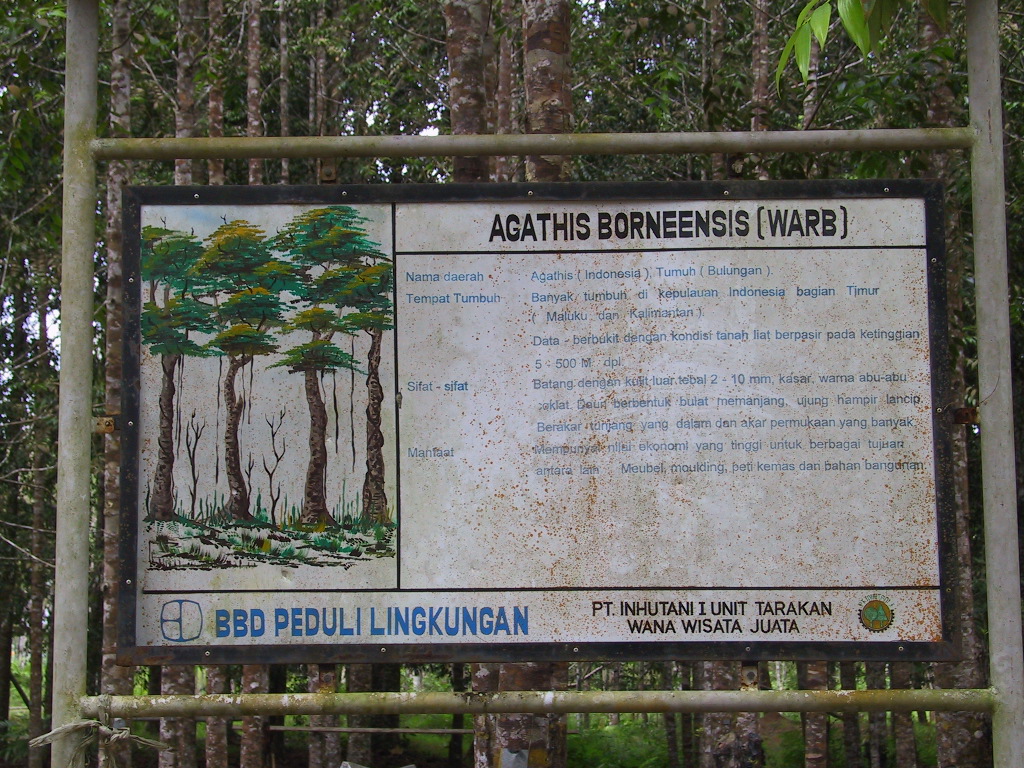 AGATHIS BORNEENSIS (WARB)
Nama daerah : Agathis ( Indonesia ), Tumuh ( Bulungan ).
Tempat Tumbuh : Banyak tumbuh di kepulauan Indonesia bagian Timur
( Maluku dan Kalimantan ).
Data - berbukit dengan kondisi tanah liat berpasir pada ketinggian
5 - 500 M dpl
Sifat - sifat : Batang dengan kulit luar tebal 2 - 10 mm, kasar, warna abu-abu
coklat. Daun berbentuk bulat memanjang, ujung hampir lancip.
Berakar tunjang yang dalam dan akar permukaan yang banyak
Manfaat : Mempunyai nilai ekonomi yang tinggi untuk berbagai tujuan
antara lain : Meubel, moulding, peti kemas dan bahan bangunan
BBD PEDULI LINGKUNGAN
PT. INHUTANI I UNIT TARAKAN
WANA WISATA JUATA